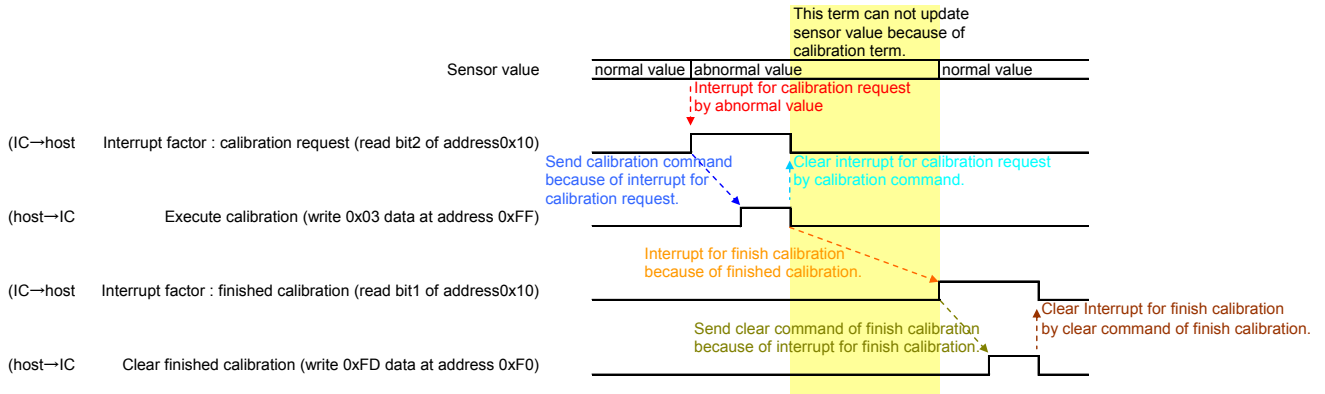 This term can not update
sensor value because of
calibration term.
Sensor value
normal value
abnormal value
normal value
Interrupt for calibration request
by abnormal value
(IC→host
Interrupt factor : calibration request (read bit2 of address0x10)
Send calibration command
because of interrupt for
calibration request.
Clear interrupt for calibration request
by calibration command.
(host→IC
Execute calibration (write 0x03 data at address 0xFF)
Interrupt for finish calibration
because of finished calibration.
(IC→host
Interrupt factor : finished calibration (read bit1 of address0x10)
Clear Interrupt for finish calibration
by clear command of finish calibration.
Send clear command of finish calibration
because of interrupt for finish calibration.
(host→IC
Clear finished calibration (write 0xFD data at address 0xF0)